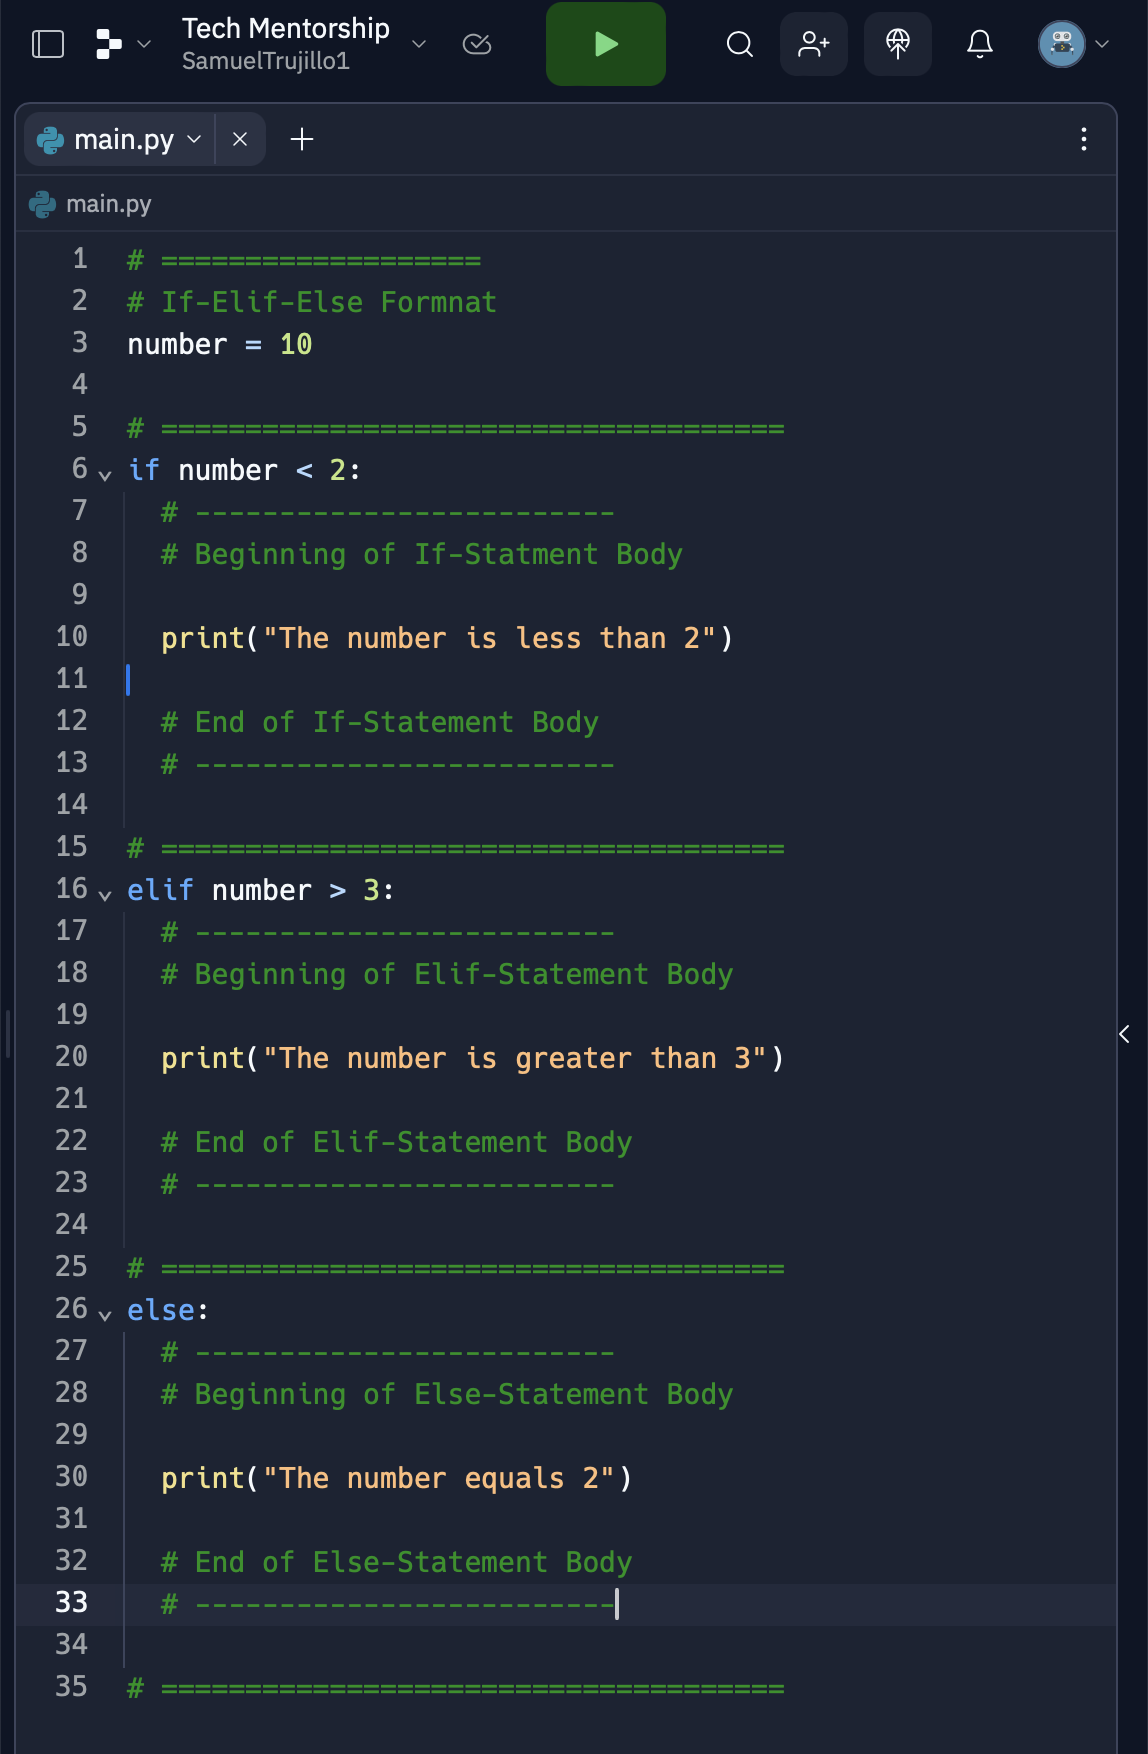 Tech Mentorship
SamuelTrujillo1
main.py
main.py
1 # ===================
2 # If-Elif-Else Formnat
3 number = 10
4
5 # =====================================
6 if number < 2:
7 # -------------------------
8 # Beginning of If-Statment Body
9
10 print("The number is less than 2")
11
12 # End of If-Statement Body
13 # -------------------------
14
15 # =====================================
16 elif number > 3:
17 # -------------------------
18 # Beginning of Elif-Statement Body
19
20 print("The number is greater than 3")
21
22 # End of Elif-Statement Body
23 # -------------------------
24
25 # =====================================
26 else:
27 # -------------------------
28 # Beginning of Else-Statement Body
29
30 print("The number equals 2")
31
32 # End of Else-Statement Body
33 # -------------------------
34
35 # =====================================